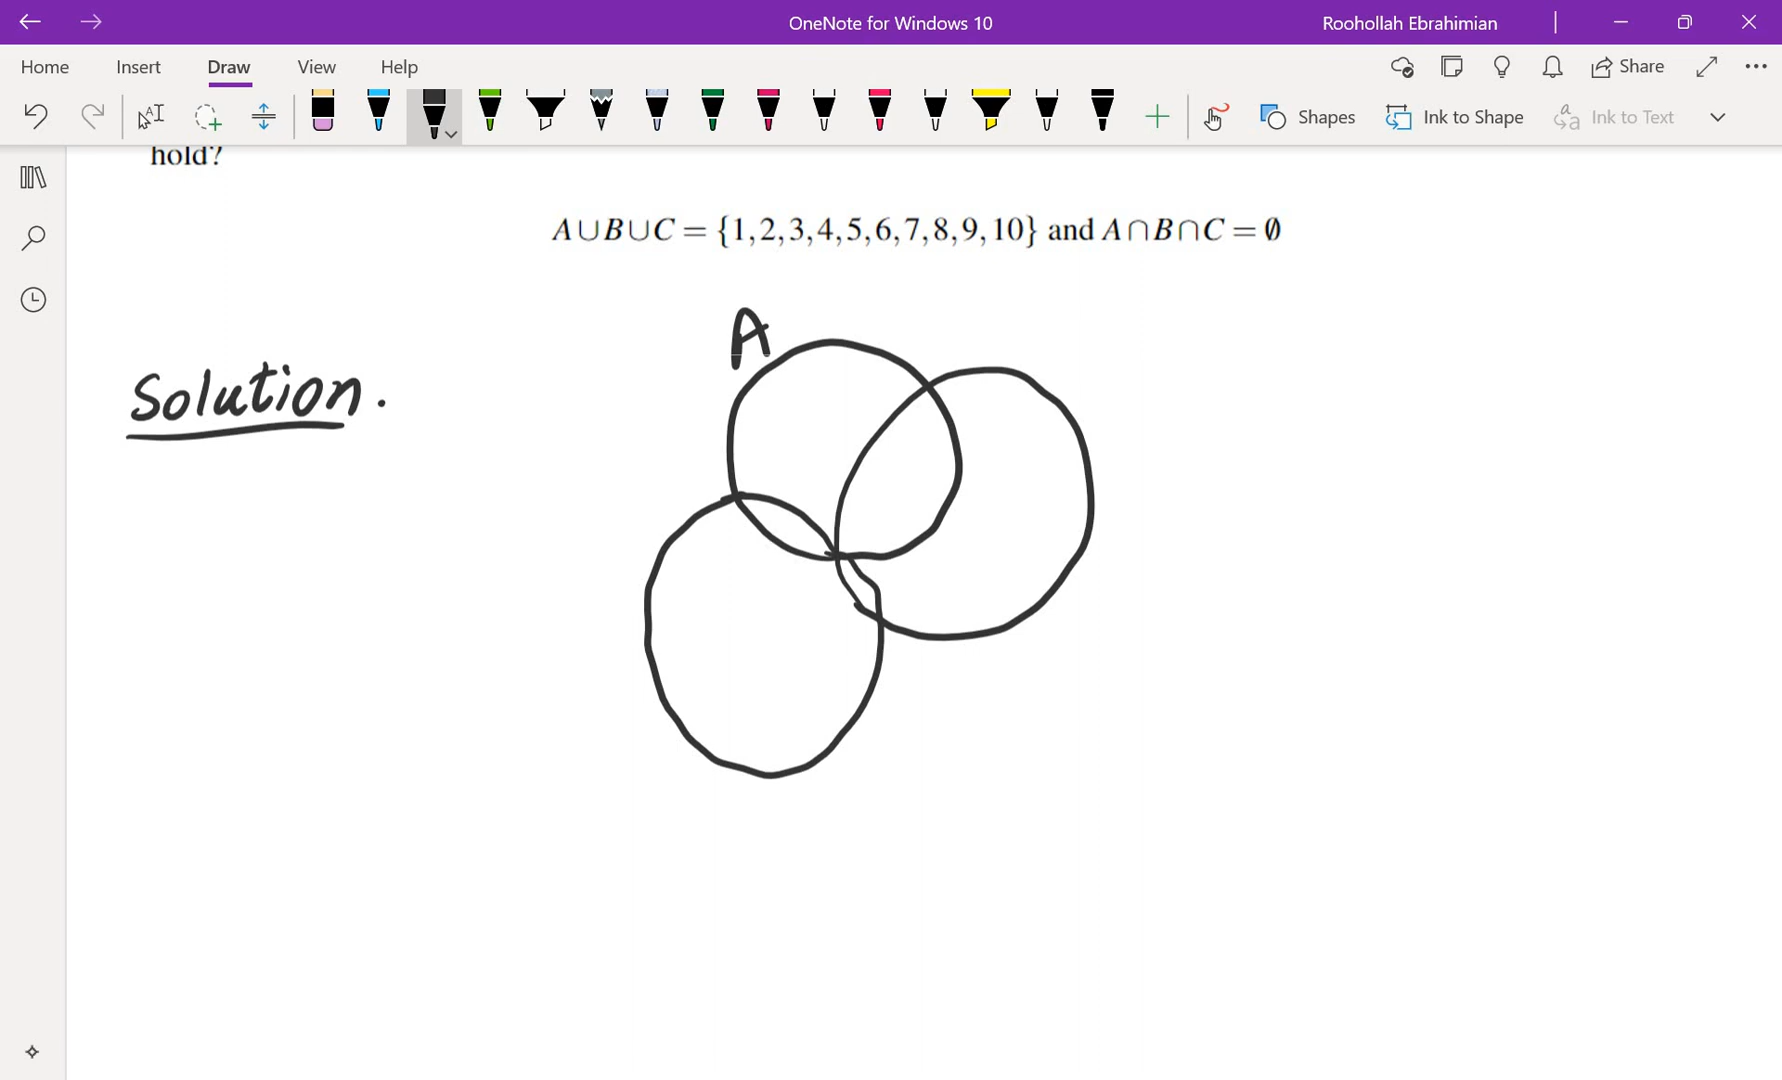 OneNote for Windows 10
Roohollah Ebrahimian
Home Insert Draw View Help
Share
Shapes
Ink to Shape
Ink to Text
hold?
A∪B∪C = {1,2,3,4,5,6,7,8,9,10} and A∩B∩C = ∅
A
Solution.